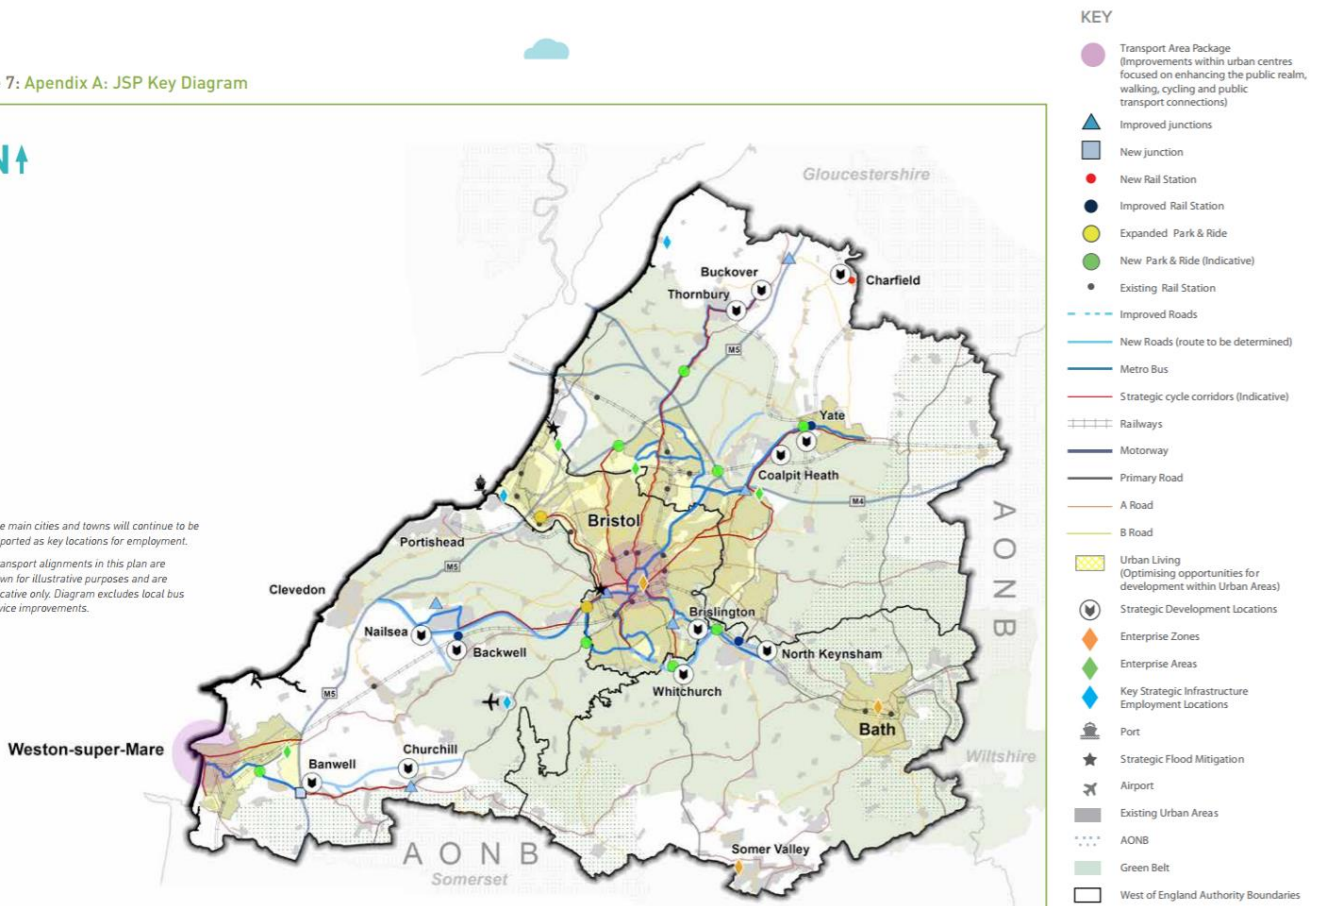 7: Apendix A: JSP Key Diagram
N
Gloucestershire
Buckover
Thornbury
Charfield
M5
Yate
Coalpit Heath
M4
Bristol
Portishead
M5
Clevedon
Nailsea
Backwell
Brislington
North Keynsham
Whitchurch
M5
Bath
Weston-super-Mare
Churchill
Banwell
Wiltshire
AONB
AONB
Somerset
Somer Valley
e main cities and towns will continue to be
ported as key locations for employment.
ansport alignments in this plan are
wn for illustrative purposes and are
cative only. Diagram excludes local bus
vice improvements.
KEY
Transport Area Package
(Improvements within urban centres
focused on enhancing the public realm,
walking, cycling and public
transport connections)
Improved junctions
New junction
New Rail Station
Improved Rail Station
Expanded Park & Ride
New Park & Ride (Indicative)
Existing Rail Station
Improved Roads
New Roads (route to be determined)
Metro Bus
Strategic cycle corridors (Indicative)
Railways
Motorway
Primary Road
A Road
B Road
Urban Living
(Optimising opportunities for
development within Urban Areas)
Strategic Development Locations
Enterprise Zones
Enterprise Areas
Key Strategic Infrastructure
Employment Locations
Port
Strategic Flood Mitigation
Airport
Existing Urban Areas
AONB
Green Belt
West of England Authority Boundaries